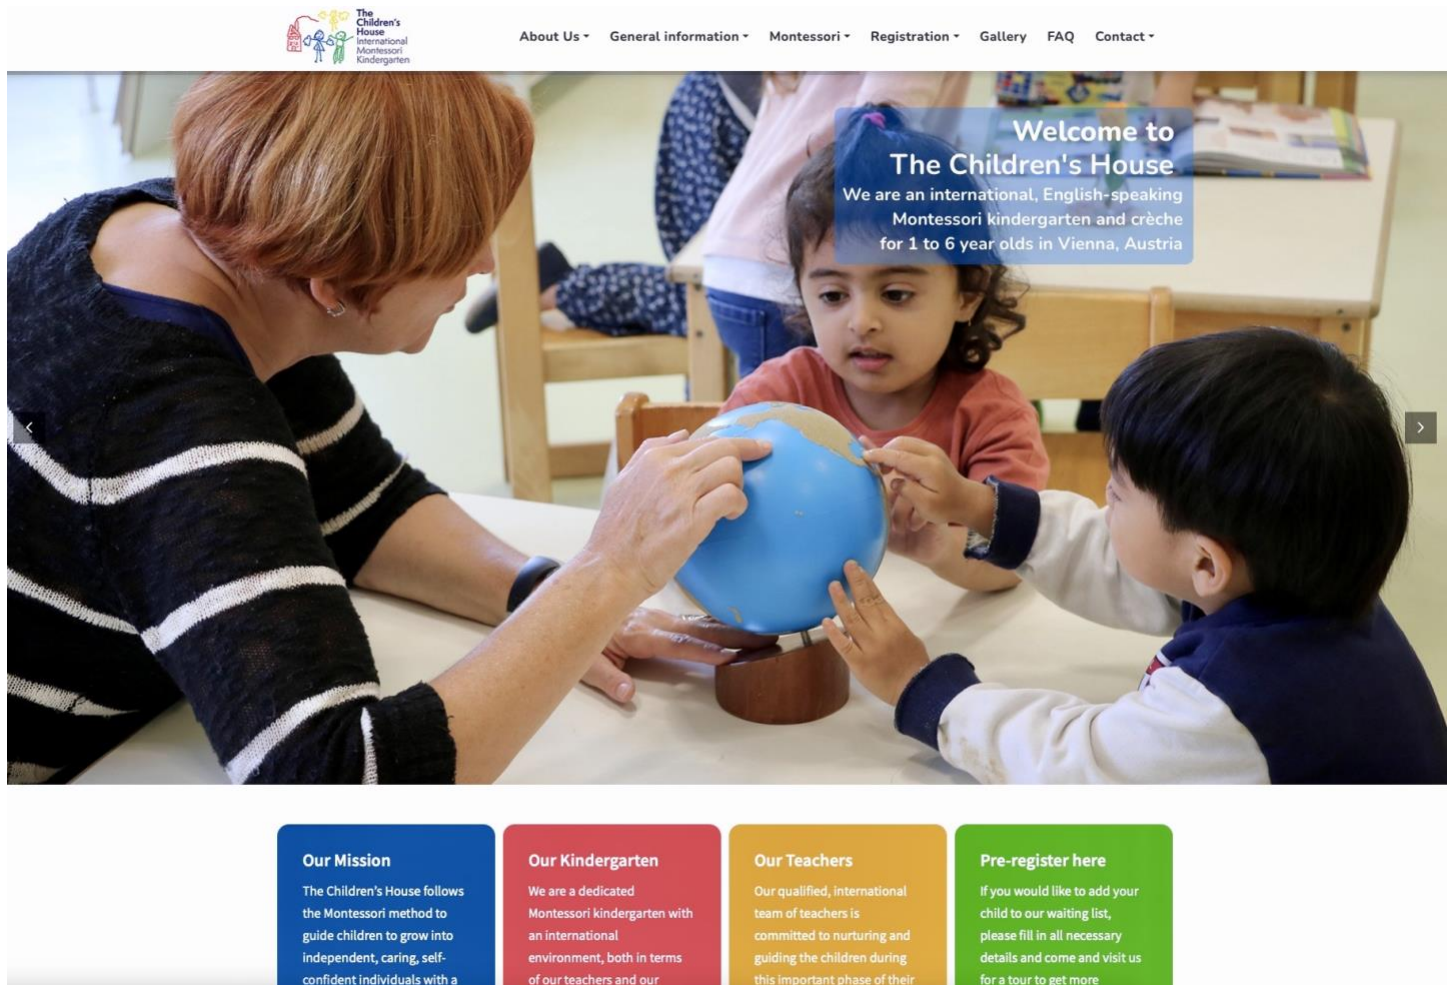 The
Children's
House
International
Montessori
Kindergarten
About Us
General information
Montessori
Registration
Gallery
FAQ
Contact
Welcome to
The Children's House
We are an international, English-speaking
Montessori kindergarten and crèche
for 1 to 6 year olds in Vienna, Austria
Our Mission
The Children's House follows
the Montessori method to
guide children to grow into
independent, caring, self-
confident individuals with a
Our Kindergarten
We are a dedicated
Montessori kindergarten with
an international
environment, both in terms
of our teachers and our
Our Teachers
Our qualified, international
team of teachers is
committed to nurturing and
guiding the children during
this important phase of their
Pre-register here
If you would like to add your
child to our waiting list,
please fill in all necessary
details and come and visit us
for a tour to get more